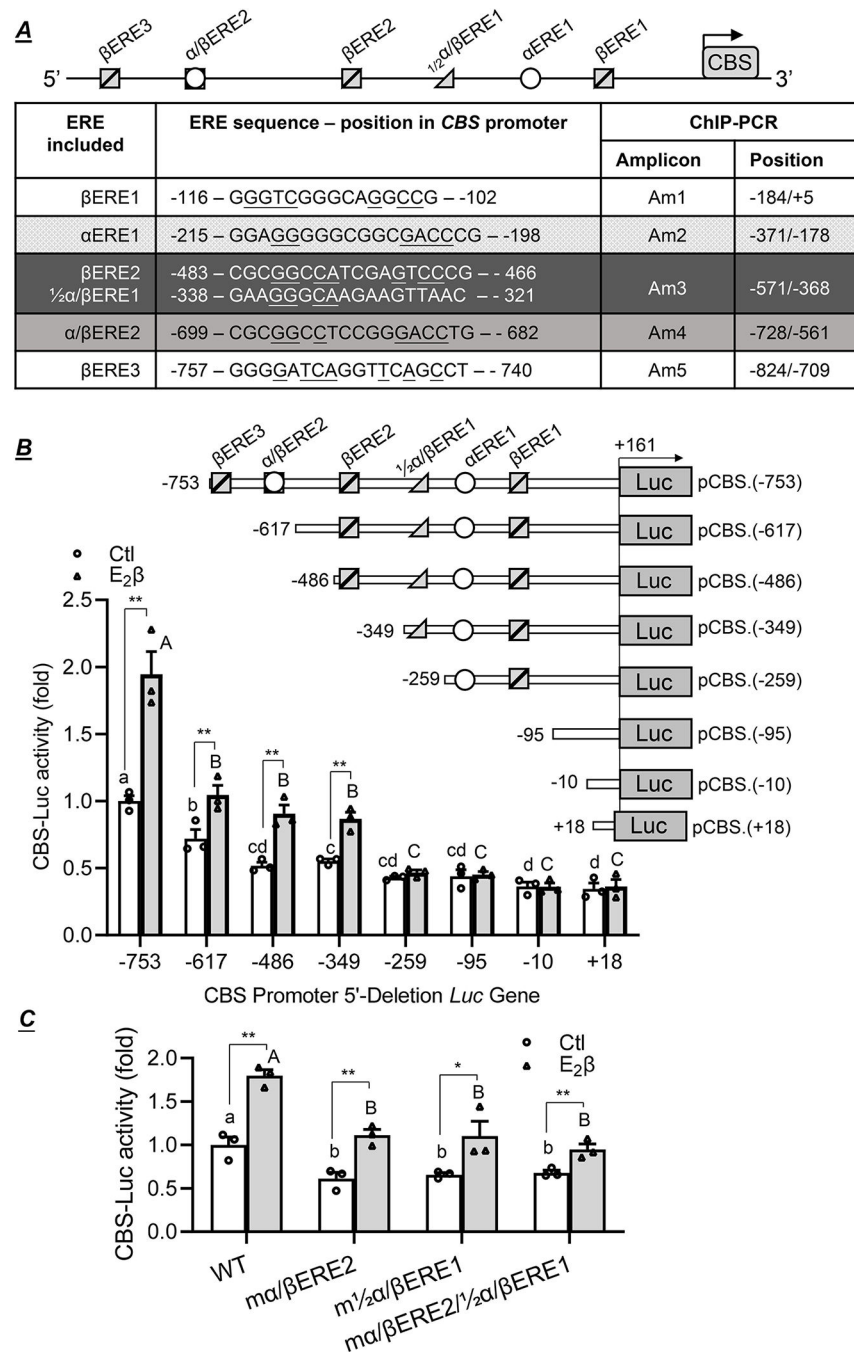 A
βERE3 α/βERE2 βERE2 1/2α/βERE1 αERE1 βERE1
5’ CBS 3’
ERE included ERE sequence – position in CBS promoter ChIP-PCR
Amplicon Position
βERE1 -116 – GGGTCGGGCAGGCCG – -102 Am1 -184/+5
αERE1 -215 – GGAGGGGGCGGCGACCCG – -198 Am2 -371/-178
βERE2 -483 – CGCGGCCATCGAGTCCCG - - 466
½α/βERE1 -338 – GAAGGGCAAGAAGTTAAC - - 321 Am3 -571/-368
α/βERE2 -699 – CGCGGCCTCCGGGACCTG - - 682 Am4 -728/-561
βERE3 -757 – GGGGATCAGGTTCAGCCT - - 740 Am5 -824/-709
B
βERE3 α/βERE2 βERE2 ½α/βERE1 αERE1 βERE1 +161
-753 Luc pCBS.(-753)
-617 Luc pCBS.(-617)
-486 Luc pCBS.(-486)
-349 Luc pCBS.(-349)
-259 Luc pCBS.(-259)
-95 Luc pCBS.(-95)
-10 Luc pCBS.(-10)
+18 Luc pCBS.(+18)
Ctl
E₂β
CBS-Luc activity (fold)
2.5
2.0
1.5
1.0
0.5
0.0
** ** ** **
a A b B cd B c B cd C cd C d C d C
-753 -617 -486 -349 -259 -95 -10 +18
CBS Promoter 5'-Deletion Luc Gene
C
Ctl
E₂β
CBS-Luc activity (fold)
2.0
1.5
1.0
0.5
0.0
** ** * **
a A b B b B b B
WT mα/βERE2 m½α/βERE1 mα/βERE2/½α/βERE1